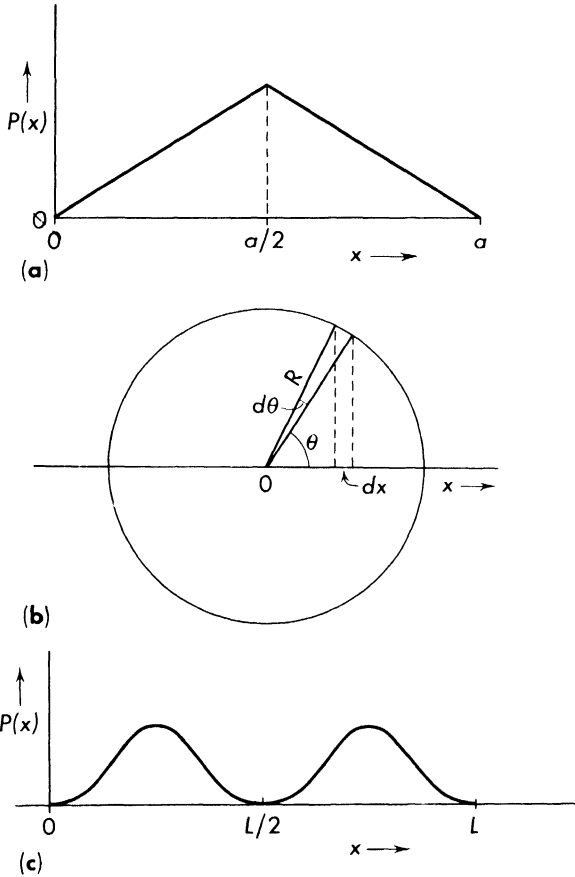 P(x)
0
0 a/2 a
x
(a)
R
dθ
θ
0 dx x
(b)
P(x)
0 L/2 L
x
(c)